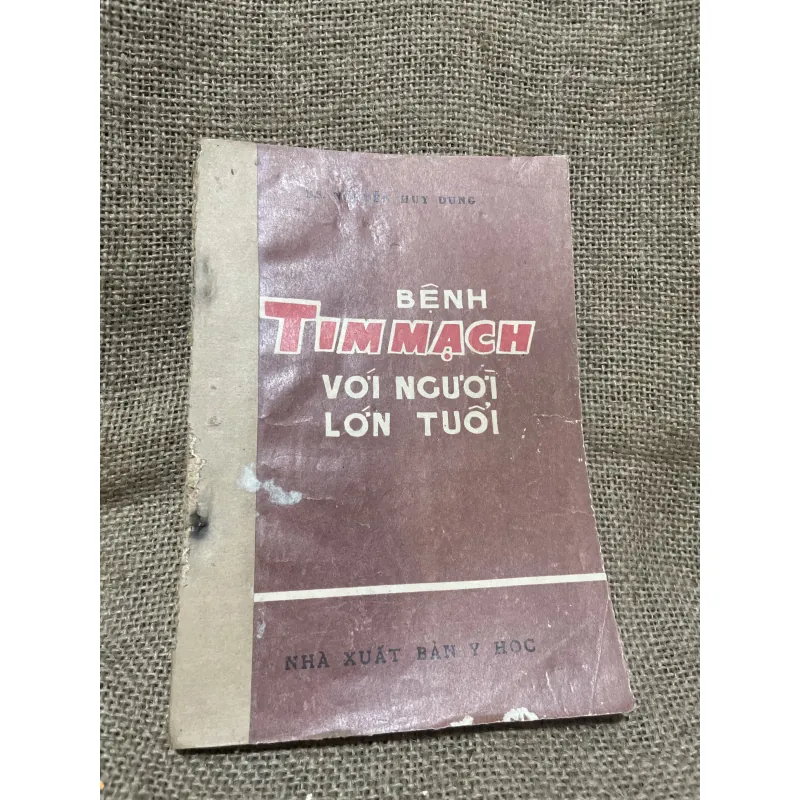 HUY DUNG
BỆNH
TIM MẠCH
VỚI NGƯỜI
LỚN TUỔI
NHÀ XUẤT BẢN Y HỌC